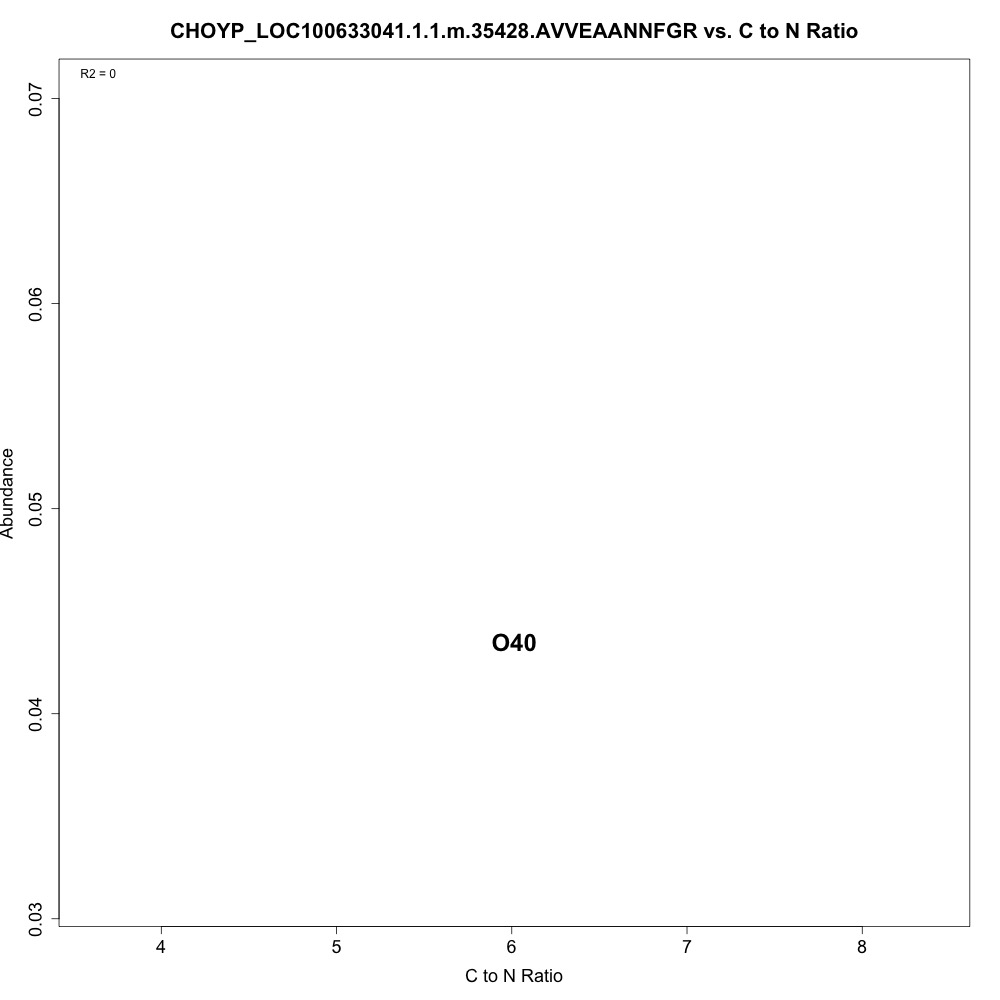 CHOYP_LOC100633041.1.1.m.35428.AVVEAANNFGR vs. C to N Ratio
R2 = 0
0.07
0.06
0.05
0.04
0.03
Abundance
O40
4 5 6 7 8
C to N Ratio